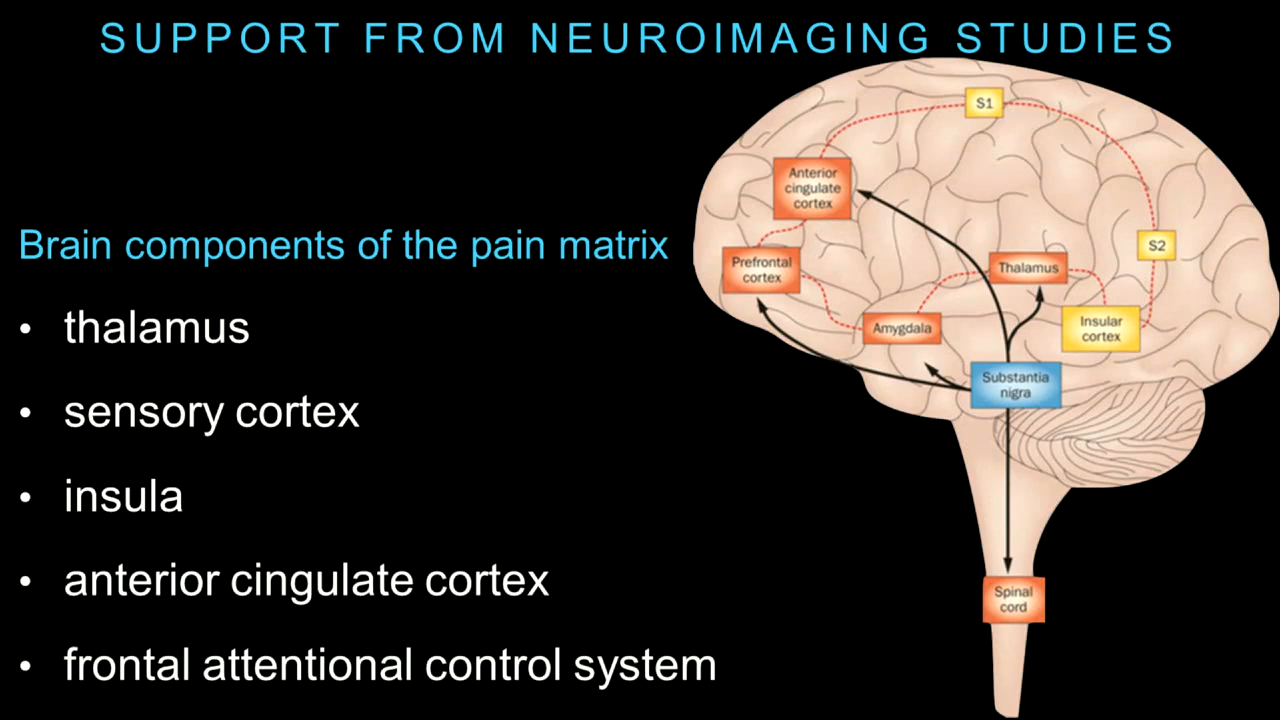 SUPPORT FROM NEUROIMAGING STUDIES
Brain components of the pain matrix
• thalamus
• sensory cortex
• insula
• anterior cingulate cortex
• frontal attentional control system
S1
Anterior
cingulate
cortex
S2
Prefrontal
cortex
Thalamus
Amygdala
Insular
cortex
Substantia
nigra
Spinal
cord